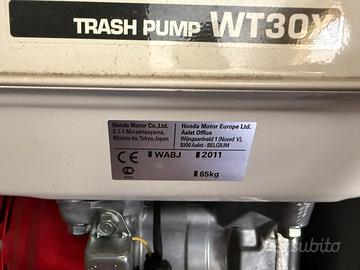 TRASH PUMP WT30X
Honda Motor Co.,Ltd.
2-1-1 Minamiaoyama,
Minato-ku,Tokyo,Japan
Honda Motor Europe Ltd.
Aalst Office
Wijngaardveld 1 (Noord V),
9300 Aalst - BELGIUM
CE
WABJ
2011
65kg
subito